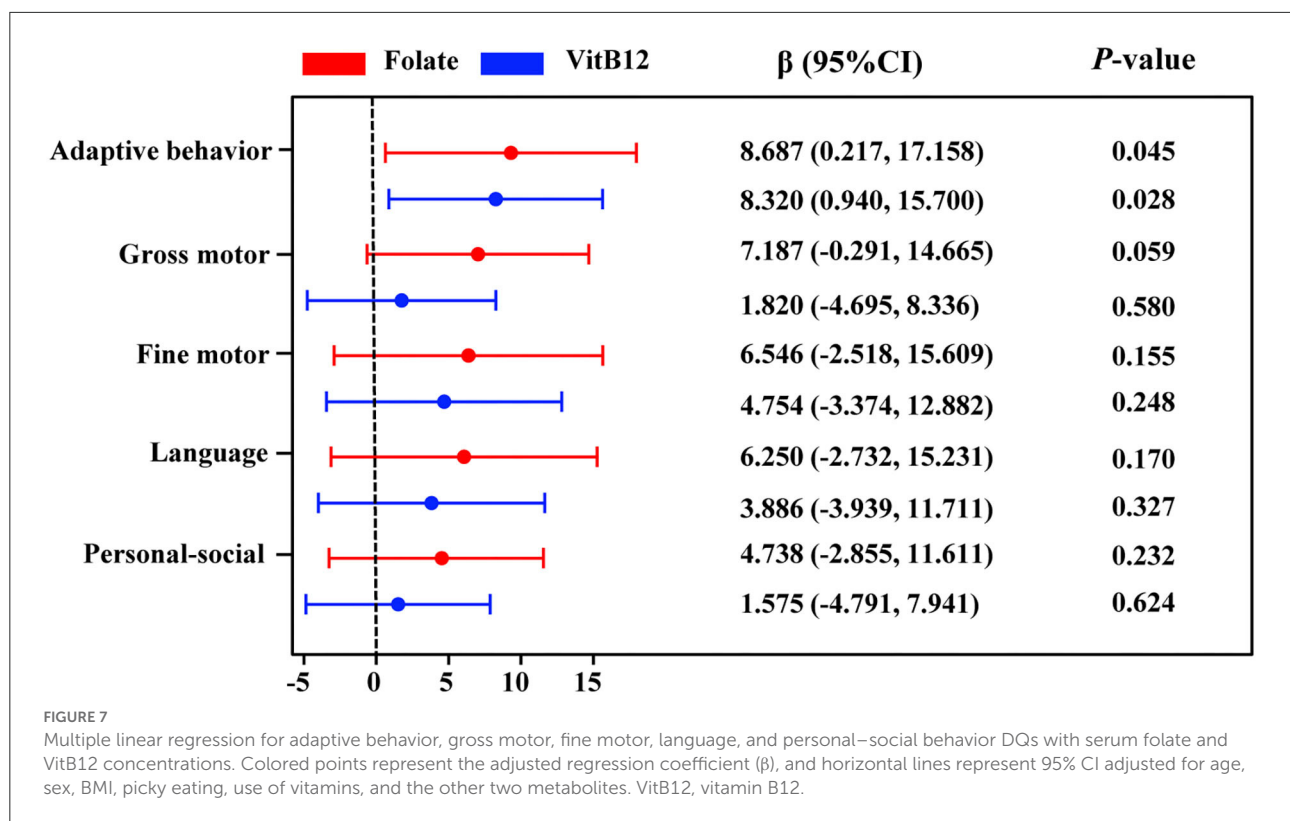 Folate VitB12 β (95%CI) P-value
Adaptive behavior 8.687 (0.217, 17.158) 0.045
8.320 (0.940, 15.700) 0.028
Gross motor 7.187 (-0.291, 14.665) 0.059
1.820 (-4.695, 8.336) 0.580
Fine motor 6.546 (-2.518, 15.609) 0.155
4.754 (-3.374, 12.882) 0.248
Language 6.250 (-2.732, 15.231) 0.170
3.886 (-3.939, 11.711) 0.327
Personal-social 4.738 (-2.855, 11.611) 0.232
1.575 (-4.791, 7.941) 0.624
-5 0 5 10 15
FIGURE 7
Multiple linear regression for adaptive behavior, gross motor, fine motor, language, and personal–social behavior DQs with serum folate and
VitB12 concentrations. Colored points represent the adjusted regression coefficient (β), and horizontal lines represent 95% CI adjusted for age,
sex, BMI, picky eating, use of vitamins, and the other two metabolites. VitB12, vitamin B12.